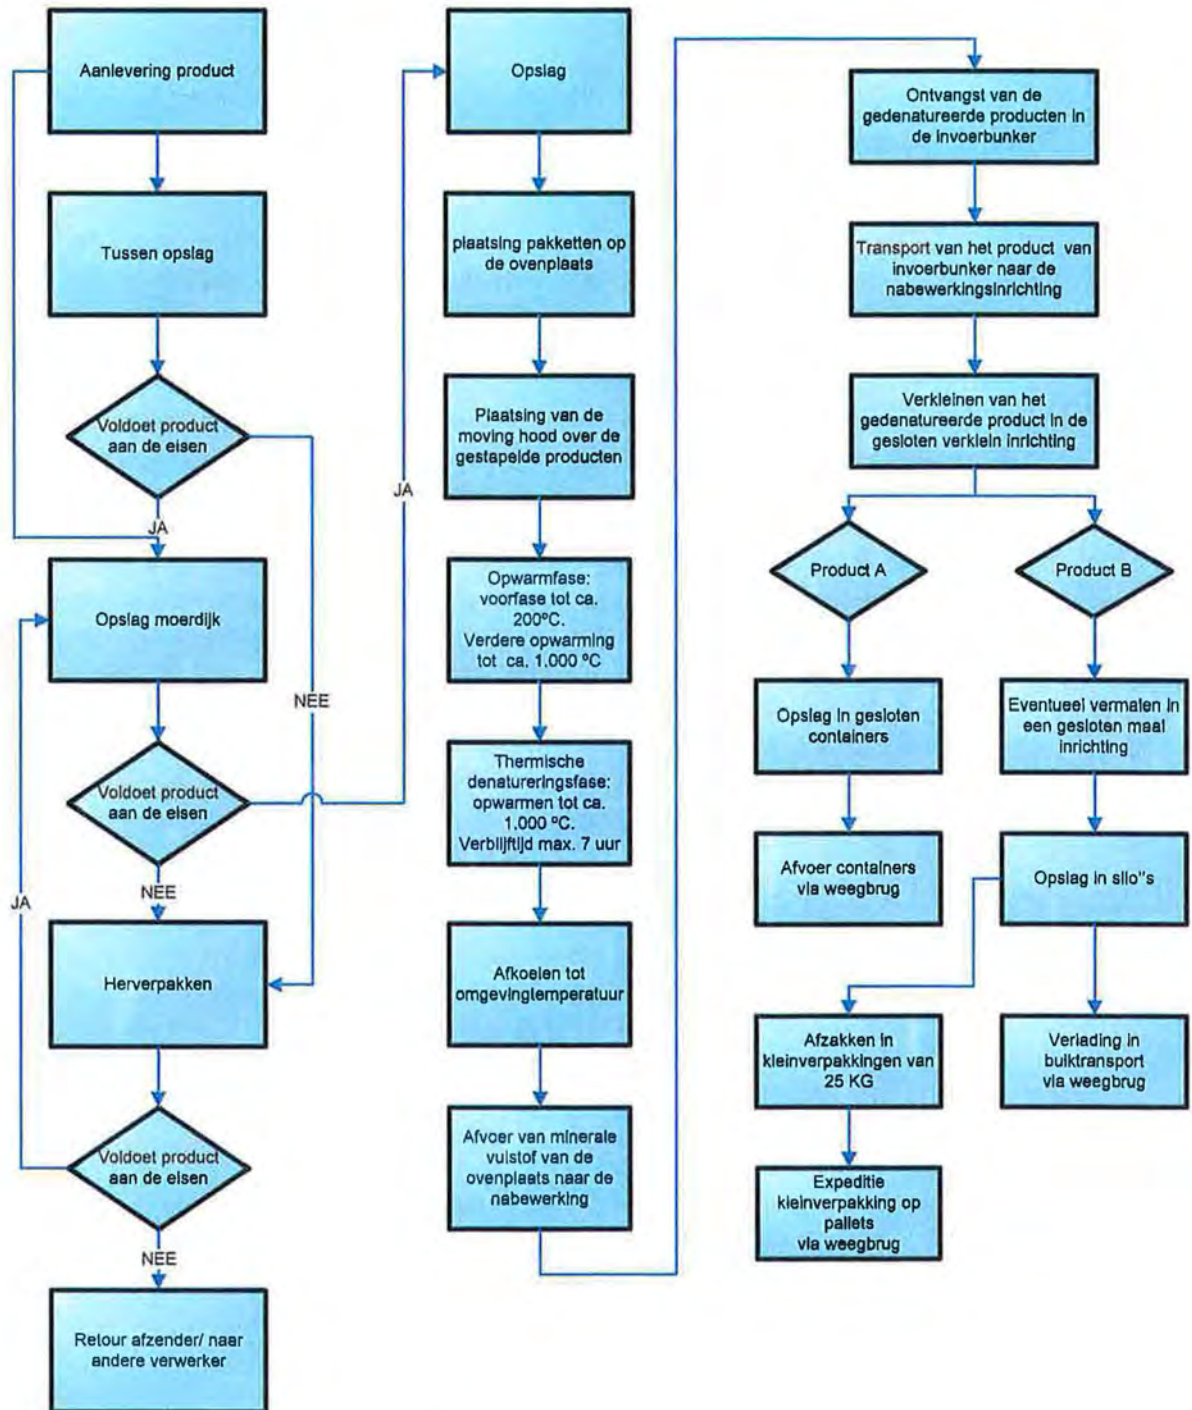 Aanlevering product
Tussen opslag
Voldoet product
aan de eisen
JA
NEE
Opslag moerdijk
Voldoet product
aan de eisen
JA
NEE
Herverpakken
Voldoet product
aan de eisen
JA
NEE
Retour afzender/ naar
andere verwerker
Opslag
plaatsing pakketten op
de ovenplaats
Plaatsing van de
moving hood over de
gestapelde producten
Opwarmfase:
voorfase tot ca.
200ºC.
Verdere opwarming
tot ca. 1.000 ºC
Thermische
denatureringsfase:
opwarmen tot ca.
1.000 ºC.
Verblijftijd max. 7 uur
Afkoelen tot
omgevingtemperatuur
Afvoer van minerale
vulstof van de
ovenplaats naar de
nabewerking
Ontvangst van de
gedenatureerde producten in
de invoerbunker
Transport van het product van
invoerbunker naar de
nabewerkingsinrichting
Verkleinen van het
gedenatureerde product in de
gesloten verklein inrichting
Product A
Product B
Opslag in gesloten
containers
Eventueel vermalen in
een gesloten maal
inrichting
Afvoer containers
via weegbrug
Opslag in silo"s
Afzakken in
kleinverpakkingen van
25 KG
Verlading in
bulktransport
via weegbrug
Expeditie
kleinverpakking op
pallets
via weegbrug